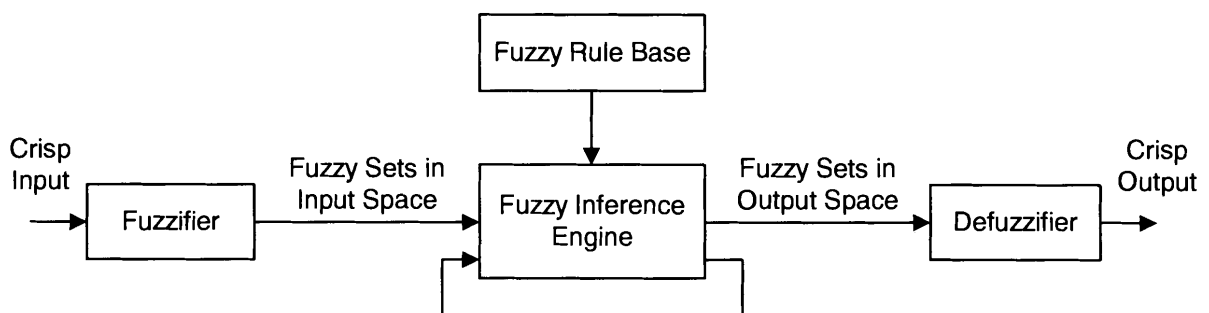 Fuzzy Rule Base
Crisp
Input
Fuzzifier
Fuzzy Sets in
Input Space
Fuzzy Inference
Engine
Fuzzy Sets in
Output Space
Defuzzifier
Crisp
Output